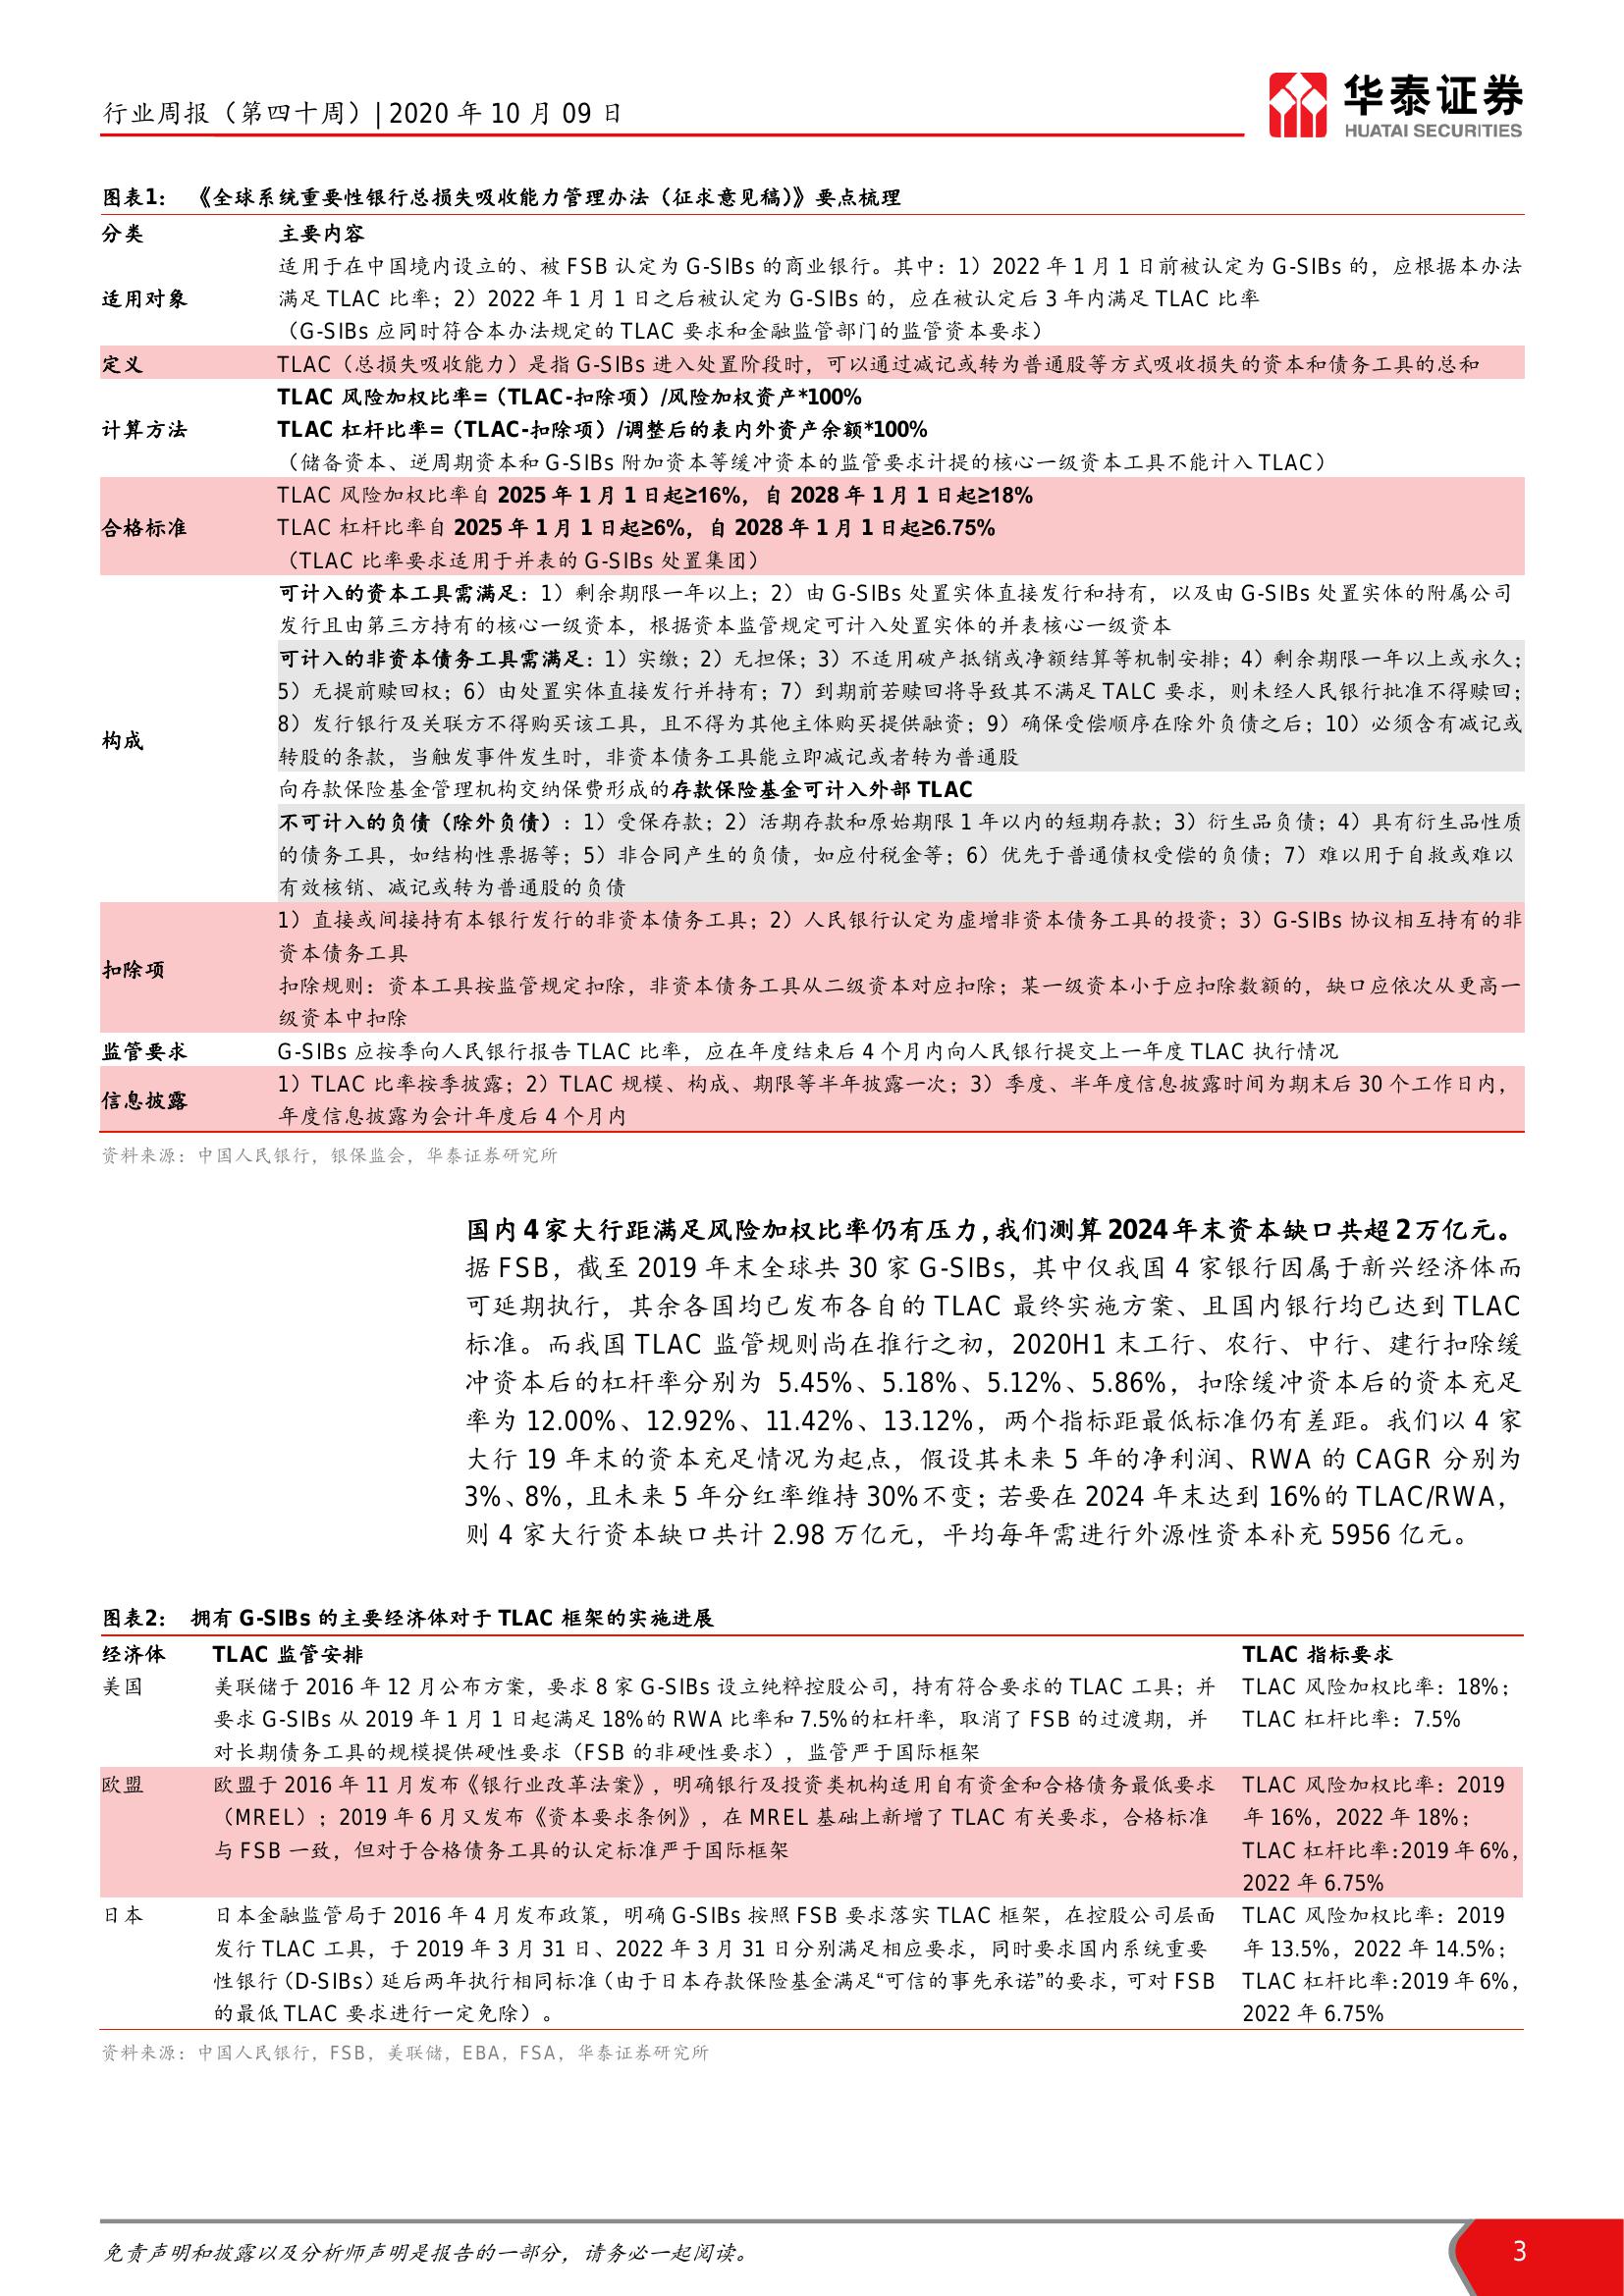 行业周报（第四十周）| 2020 年 10 月 09 日
华泰证券
HUATAI SECURITIES
图表1： 《全球系统重要性银行总损失吸收能力管理办法（征求意见稿）》要点梳理
分类 主要内容
适用于在中国境内设立的、被 FSB 认定为 G-SIBs 的商业银行。其中：1）2022 年 1 月 1 日前被认定为 G-SIBs 的，应根据本办法
适用对象 满足 TLAC 比率；2）2022 年 1 月 1 日之后被认定为 G-SIBs 的，应在被认定后 3 年内满足 TLAC 比率
（G-SIBs 应同时符合本办法规定的 TLAC 要求和金融监管部门的监管资本要求）
定义 TLAC（总损失吸收能力）是指 G-SIBs 进入处置阶段时，可以通过减记或转为普通股等方式吸收损失的资本和债务工具的总和
TLAC 风险加权比率=（TLAC-扣除项）/风险加权资产*100%
计算方法 TLAC 杠杆比率=（TLAC-扣除项）/调整后的表内外资产余额*100%
（储备资本、逆周期资本和 G-SIBs 附加资本等缓冲资本的监管要求计提的核心一级资本工具不能计入 TLAC）
TLAC 风险加权比率自 2025 年 1 月 1 日起≥16%，自 2028 年 1 月 1 日起≥18%
合格标准 TLAC 杠杆比率自 2025 年 1 月 1 日起≥6%，自 2028 年 1 月 1 日起≥6.75%
（TLAC 比率要求适用于并表的 G-SIBs 处置集团）
可计入的资本工具需满足：1）剩余期限一年以上；2）由 G-SIBs 处置实体直接发行和持有，以及由 G-SIBs 处置实体的附属公司
发行且由第三方持有的核心一级资本，根据资本监管规定可计入处置实体的并表核心一级资本
可计入的非资本债务工具需满足：1）实缴；2）无担保；3）不适用破产抵销或净额结算等机制安排；4）剩余期限一年以上或永久；
5）无提前赎回权；6）由处置实体直接发行并持有；7）到期前若赎回将导致其不满足 TALC 要求，则未经人民银行批准不得赎回；
8）发行银行及关联方不得购买该工具，且不得为其他主体购买提供融资；9）确保受偿顺序在除外负债之后；10）必须含有减记或
构成 转股的条款，当触发事件发生时，非资本债务工具能立即减记或者转为普通股
向存款保险基金管理机构交纳保费形成的存款保险基金可计入外部 TLAC
不可计入的负债（除外负债）：1）受保存款；2）活期存款和原始期限 1 年以内的短期存款；3）衍生品负债；4）具有衍生品性质
的债务工具，如结构性票据等；5）非合同产生的负债，如应付税金等；6）优先于普通债权受偿的负债；7）难以用于自救或难以
有效核销、减记或转为普通股的负债
1）直接或间接持有本银行发行的非资本债务工具；2）人民银行认定为虚增非资本债务工具的投资；3）G-SIBs 协议相互持有的非
资本债务工具
扣除项 扣除规则：资本工具按监管规定扣除，非资本债务工具从二级资本对应扣除；某一级资本小于应扣除数额的，缺口应依次从更高一
级资本中扣除
监管要求 G-SIBs 应按季向人民银行报告 TLAC 比率，应在年度结束后 4 个月内向人民银行提交上一年度 TLAC 执行情况
信息披露 1）TLAC 比率按季披露；2）TLAC 规模、构成、期限等半年披露一次；3）季度、半年度信息披露时间为期末后 30 个工作日内，
年度信息披露为会计年度后 4 个月内
资料来源：中国人民银行，银保监会，华泰证券研究所
国内 4 家大行距满足风险加权比率仍有压力，我们测算 2024 年末资本缺口共超 2 万亿元。
据 FSB，截至 2019 年末全球共 30 家 G-SIBs，其中仅我国 4 家银行因属于新兴经济体而
可延期执行，其余各国均已发布各自的 TLAC 最终实施方案、且国内银行均已达到 TLAC
标准。而我国 TLAC 监管规则尚在推行之初，2020H1 末工行、农行、中行、建行扣除缓
冲资本后的杠杆率分别为 5.45%、5.18%、5.12%、5.86%，扣除缓冲资本后的资本充足
率为 12.00%、12.92%、11.42%、13.12%，两个指标距最低标准仍有差距。我们以 4 家
大行 19 年末的资本充足情况为起点，假设其未来 5 年的净利润、RWA 的 CAGR 分别为
3%、8%，且未来 5 年分红率维持 30%不变；若要在 2024 年末达到 16%的 TLAC/RWA，
则 4 家大行资本缺口共计 2.98 万亿元，平均每年需进行外源性资本补充 5956 亿元。
图表2： 拥有 G-SIBs 的主要经济体对于 TLAC 框架的实施进展
经济体 TLAC 监管安排 TLAC 指标要求
美国 美联储于 2016 年 12 月公布方案，要求 8 家 G-SIBs 设立纯粹控股公司，持有符合要求的 TLAC 工具；并 TLAC 风险加权比率：18%；
要求 G-SIBs 从 2019 年 1 月 1 日起满足 18%的 RWA 比率和 7.5%的杠杆率，取消了 FSB 的过渡期，并 TLAC 杠杆比率：7.5%
对长期债务工具的规模提供硬性要求（FSB 的非硬性要求），监管严于国际框架
欧盟 欧盟于 2016 年 11 月发布《银行业改革法案》，明确银行及投资类机构适用自有资金和合格债务最低要求 TLAC 风险加权比率：2019
（MREL）；2019 年 6 月又发布《资本要求条例》，在 MREL 基础上新增了 TLAC 有关要求，合格标准 年 16%，2022 年 18%；
与 FSB 一致，但对于合格债务工具的认定标准严于国际框架 TLAC 杠杆比率:2019 年 6%，
2022 年 6.75%
日本 日本金融监管局于 2016 年 4 月发布政策，明确 G-SIBs 按照 FSB 要求落实 TLAC 框架，在控股公司层面 TLAC 风险加权比率：2019
发行 TLAC 工具，于 2019 年 3 月 31 日、2022 年 3 月 31 日分别满足相应要求，同时要求国内系统重要 年 13.5%，2022 年 14.5%；
性银行（D-SIBs）延后两年执行相同标准（由于日本存款保险基金满足“可信的事先承诺”的要求，可对 FSB TLAC 杠杆比率:2019 年 6%，
的最低 TLAC 要求进行一定免除）。 2022 年 6.75%
资料来源：中国人民银行，FSB，美联储，EBA，FSA，华泰证券研究所
免责声明和披露以及分析师声明是报告的一部分，请务必一起阅读。 3